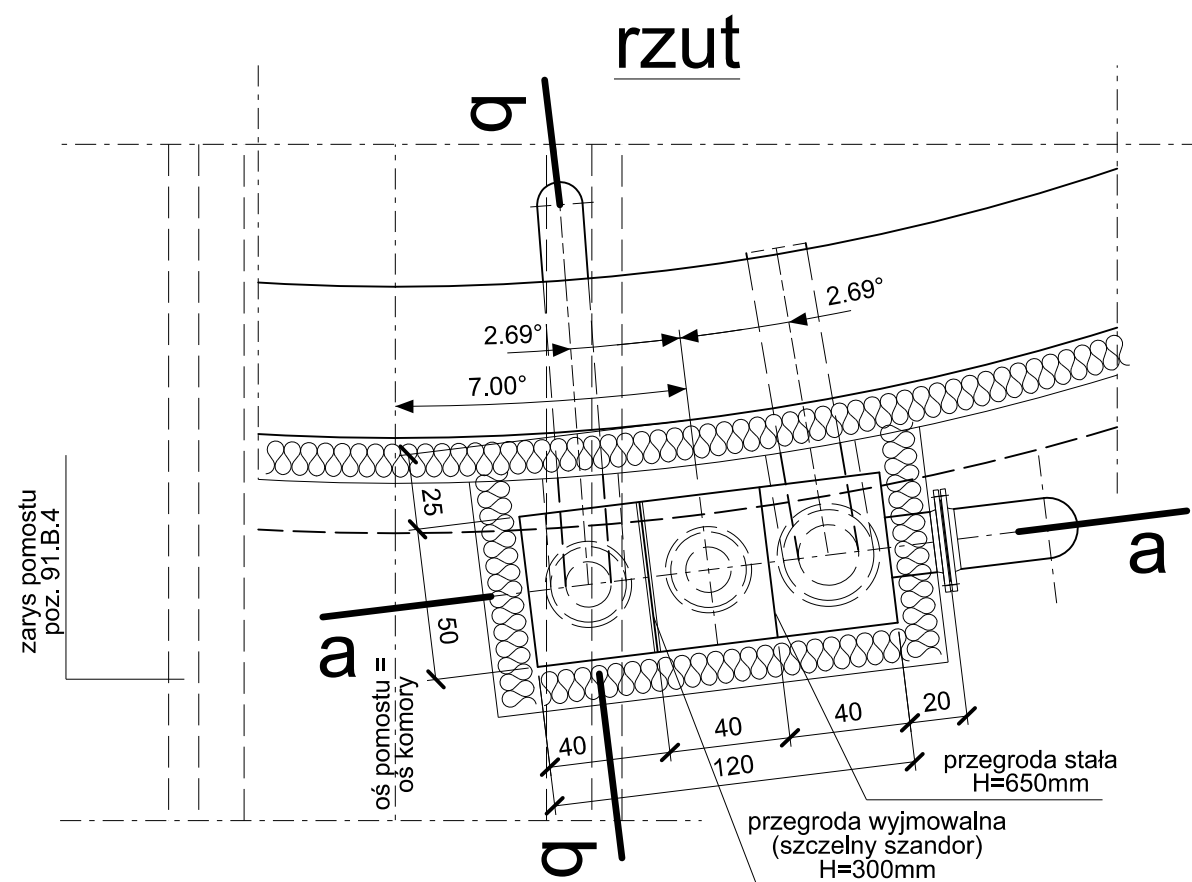 rzut
b
2.69°
2.69°
7.00°
25
50
a
a
zarys pomostu
poz. 91.B.4
oś pomostu =
oś komory
40
40
40
20
120
b
przegroda stała
H=650mm
przegroda wyjmowalna
(szczelny szandor)
H=300mm